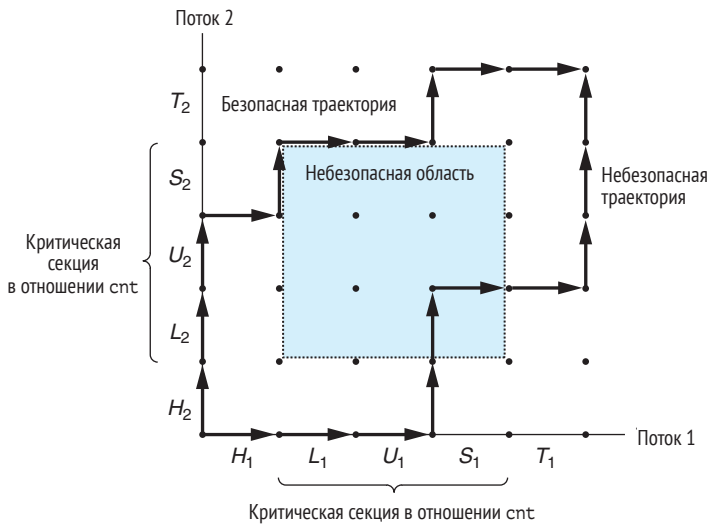 Поток 2
T2
Безопасная траектория
S2
Небезопасная область
Небезопасная
траектория
Критическая
секция
в отношении cnt
U2
L2
H2
Поток 1
H1 L1 U1 S1 T1
Критическая секция в отношении cnt